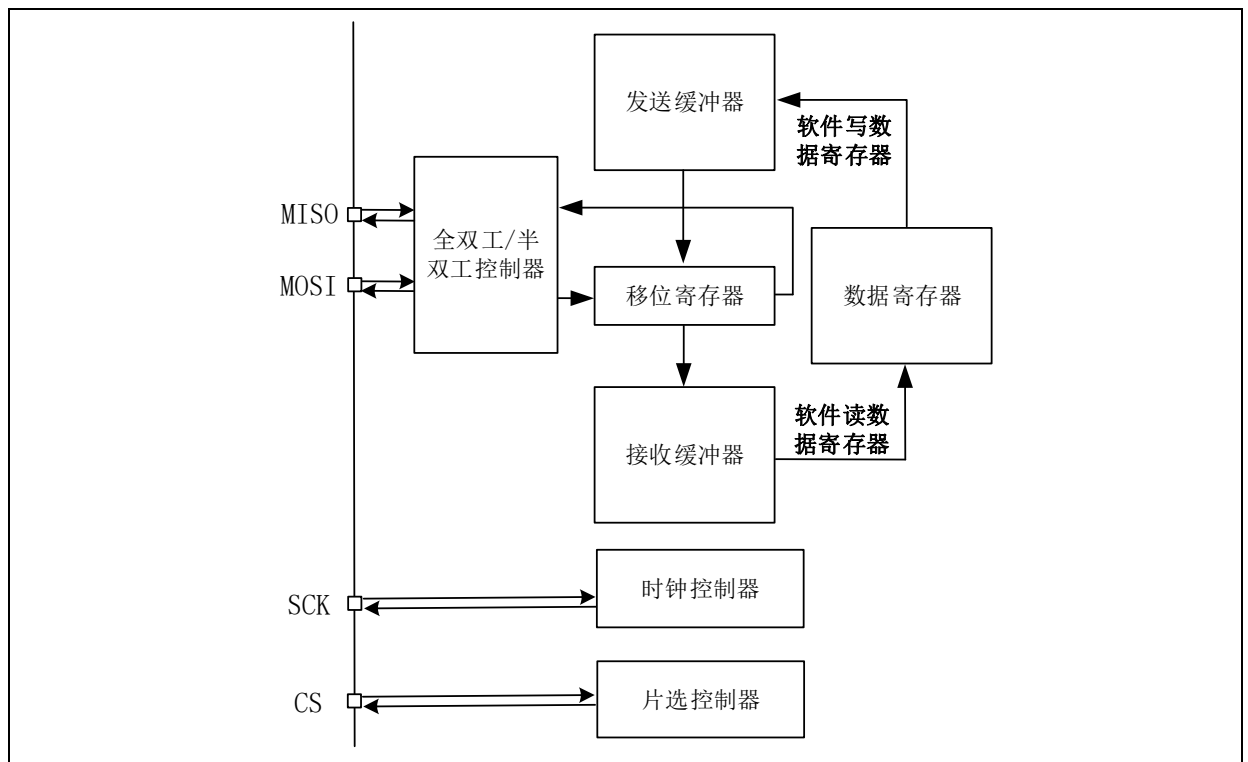 发送缓冲器
软件写数
据寄存器
MISO
全双工/半
双工控制器
MOSI
移位寄存器
数据寄存器
接收缓冲器
软件读数
据寄存器
SCK
时钟控制器
CS
片选控制器